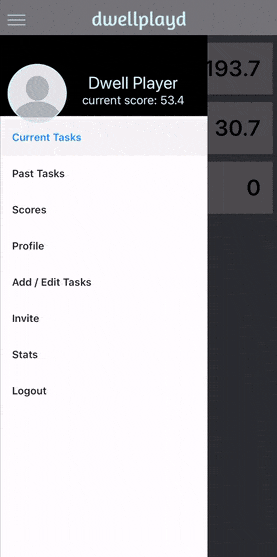 dwellplayd
Dwell Player
current score: 53.4
193.7
Current Tasks
30.7
Past Tasks
0
Scores
Profile
Add / Edit Tasks
Invite
Stats
Logout